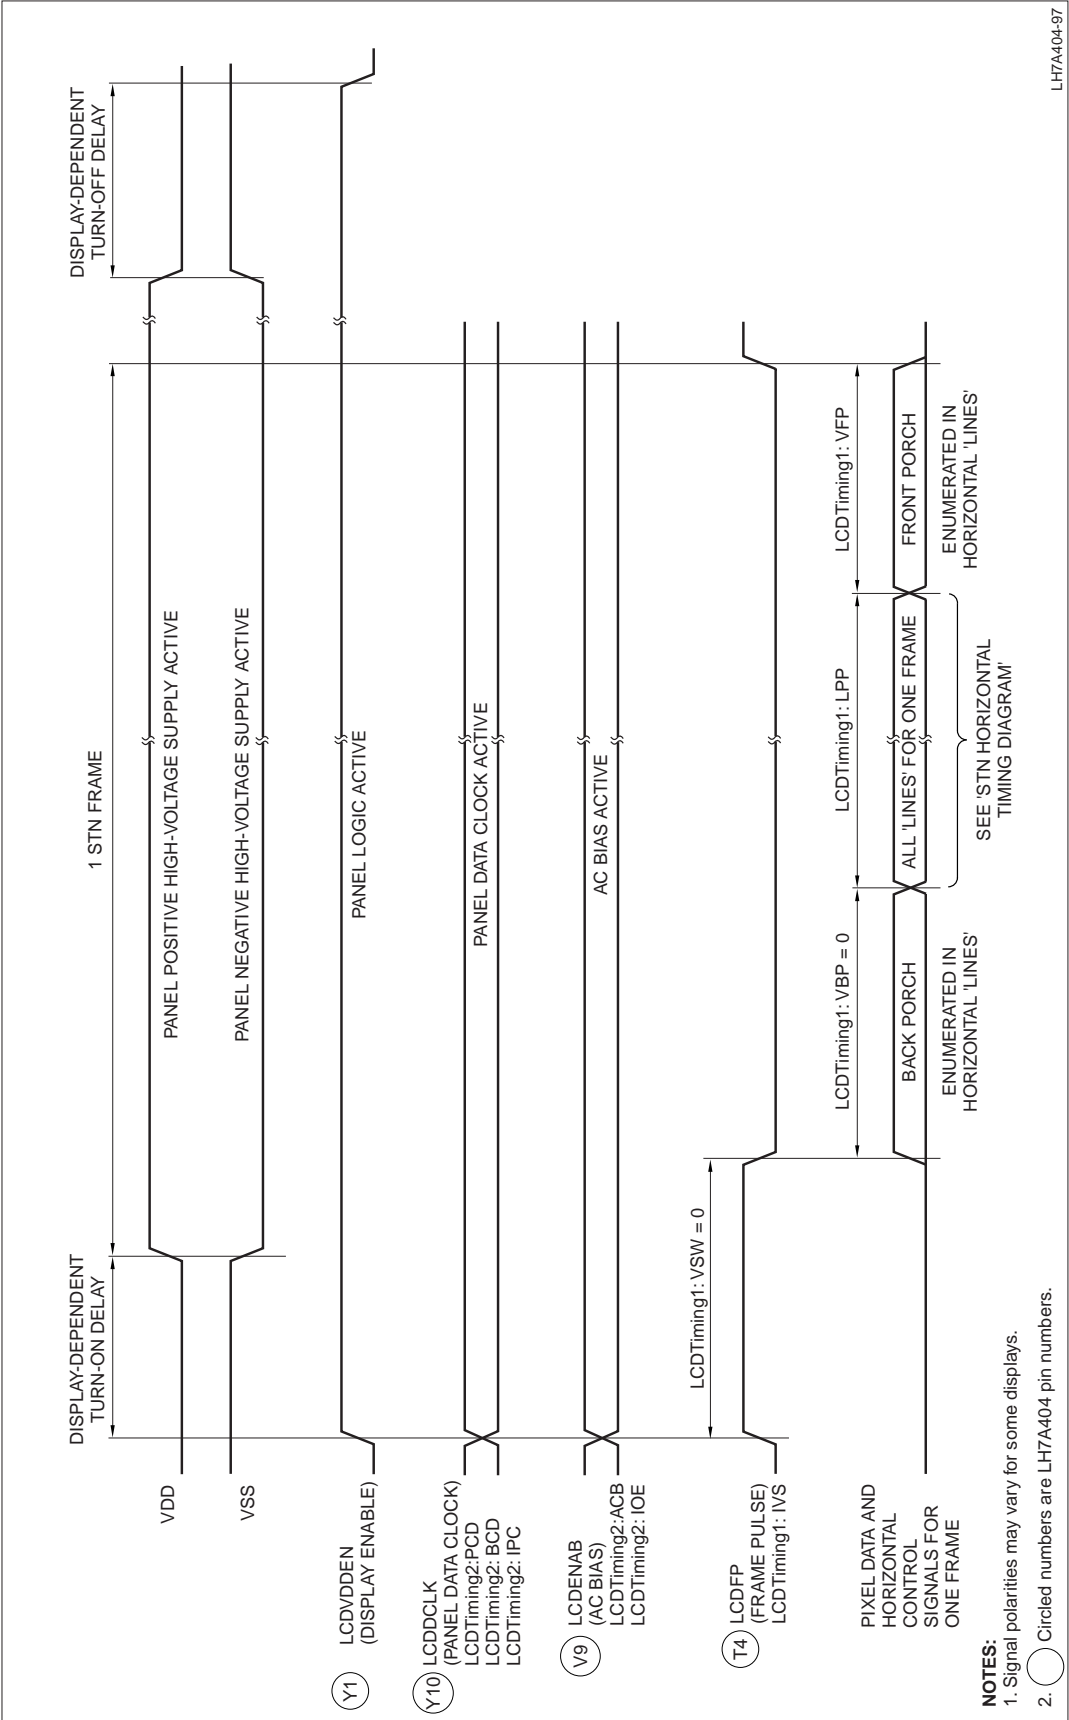 DISPLAY-DEPENDENT
TURN-ON DELAY
1 STN FRAME
DISPLAY-DEPENDENT
TURN-OFF DELAY
VDD
PANEL POSITIVE HIGH-VOLTAGE SUPPLY ACTIVE
VSS
PANEL NEGATIVE HIGH-VOLTAGE SUPPLY ACTIVE
Y1
LCDVDDEN
(DISPLAY ENABLE)
PANEL LOGIC ACTIVE
Y10
LCDDCLK
(PANEL DATA CLOCK)
LCDTiming2:PCD
LCDTiming2: BCD
LCDTiming2: IPC
PANEL DATA CLOCK ACTIVE
V9
LCDENAB
(AC BIAS)
LCDTiming2:ACB
LCDTiming2: IOE
AC BIAS ACTIVE
LCDTiming1: VSW = 0
T4
LCDFP
(FRAME PULSE)
LCDTiming1: IVS
LCDTiming1: VBP = 0
LCDTiming1: LPP
LCDTiming1: VFP
PIXEL DATA AND
HORIZONTAL
CONTROL
SIGNALS FOR
ONE FRAME
BACK PORCH
ALL 'LINES' FOR ONE FRAME
FRONT PORCH
ENUMERATED IN
HORIZONTAL 'LINES'
SEE 'STN HORIZONTAL
TIMING DIAGRAM'
ENUMERATED IN
HORIZONTAL 'LINES'
NOTES:
1. Signal polarities may vary for some displays.
2. Circled numbers are LH7A404 pin numbers.
LH7A404-97